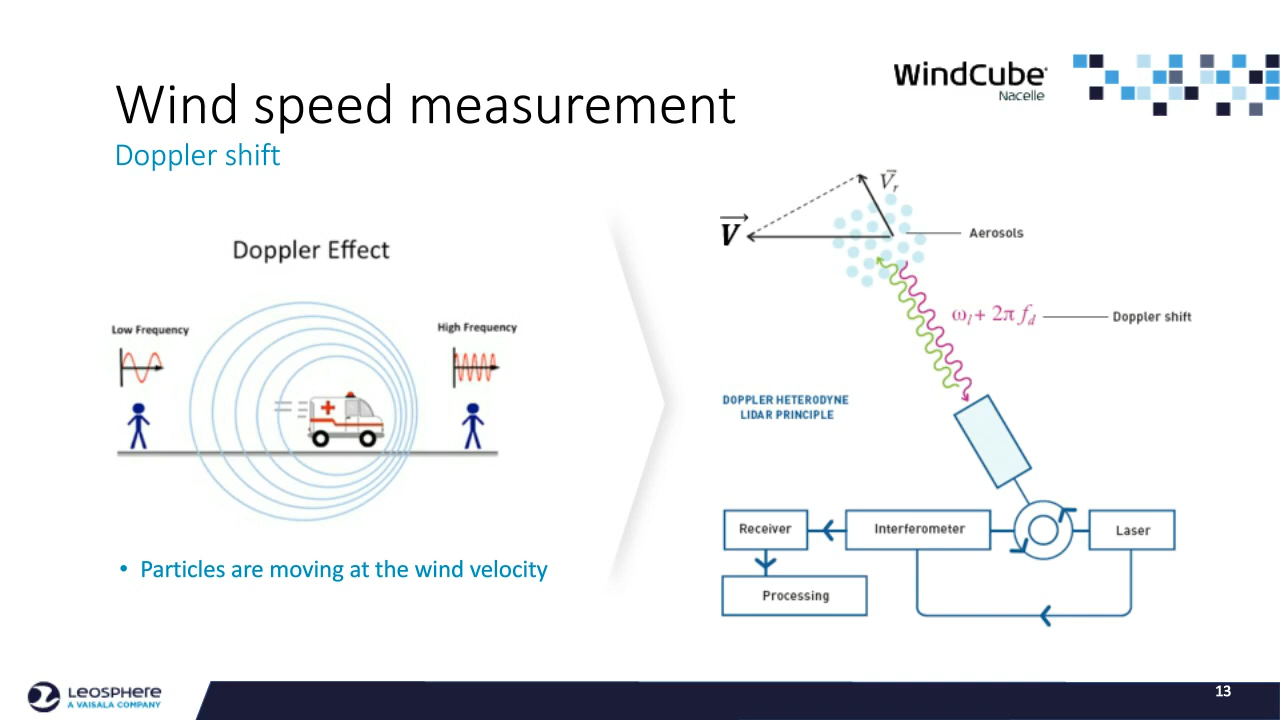 WindCube®
Nacelle
Wind speed measurement
Doppler shift
Doppler Effect
Low Frequency
High Frequency
• Particles are moving at the wind velocity
V
Vr
Aerosols
ωl + 2π fd
Doppler shift
DOPPLER HETERODYNE
LIDAR PRINCIPLE
Receiver
Interferometer
Laser
Processing
LEOSPHERE
A VAISALA COMPANY
13